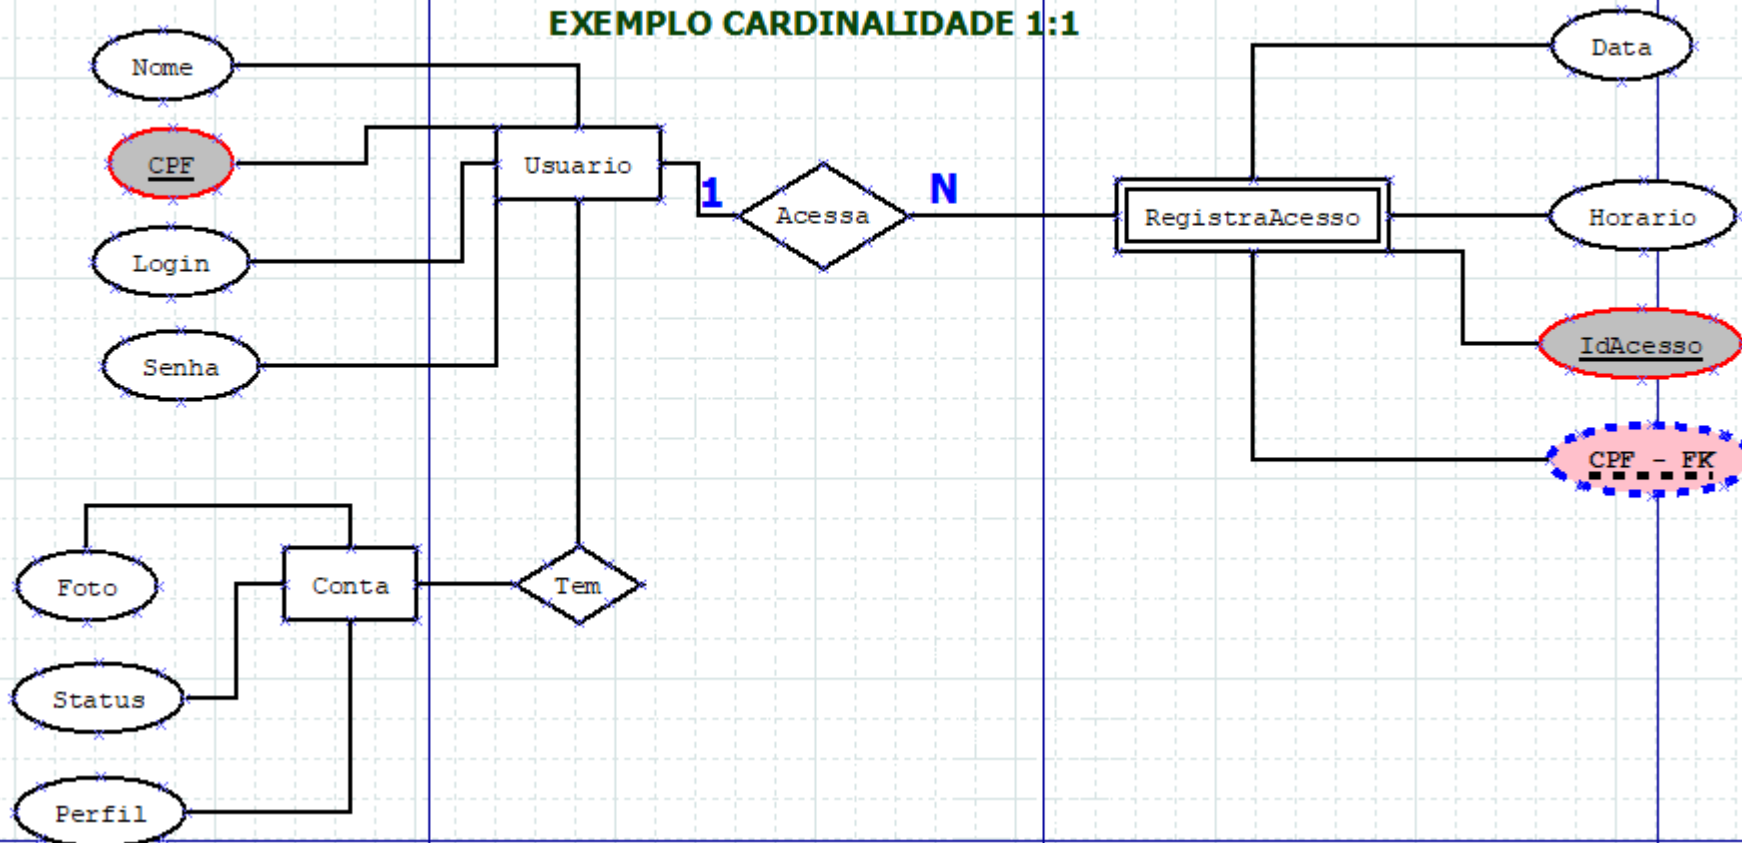 EXEMPLO CARDINALIDADE 1:1
Nome
Data
CPF
Usuario
1
Acessa
N
RegistraAcesso
Horario
Login
Senha
IdAcesso
CPF - FK
Foto
Conta
Tem
Status
Perfil